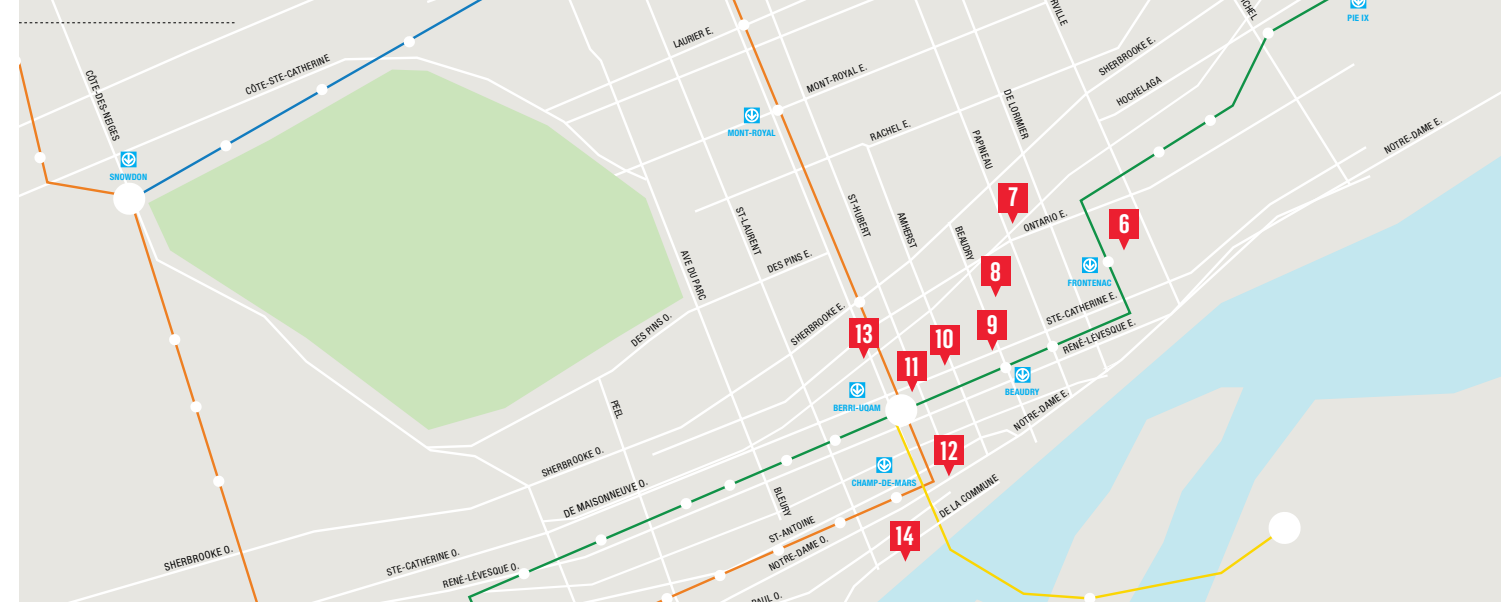 PIE IX
LAURIER E.
CÔTE-STE-CATHERINE
CÔTE-DES-NEIGES
SNOWDON
MONT-ROYAL E.
MONT-ROYAL
RACHEL E.
SHERBROOKE E.
HOCHELAGA
NOTRE-DAME E.
DE LORIMIER
PAPINEAU
7
6
ONTARIO E.
ST-HUBERT
AMHERST
BEAUDRY
ST-LAURENT
AVE DU PARC
DES PINS E.
8
FRONTENAC
STE-CATHERINE E.
RENÉ-LÉVESQUE E.
SHERBROOKE E.
DES PINS O.
13
10
9
11
BERRI-UQAM
BEAUDRY
NOTRE-DAME E.
PEEL
SHERBROOKE O.
12
CHAMP-DE-MARS
DE MAISONNEUVE O.
BLEURY
DE LA COMMUNE
ST-ANTOINE
NOTRE-DAME O.
14
SHERBROOKE O.
STE-CATHERINE O.
RENÉ-LÉVESQUE O.